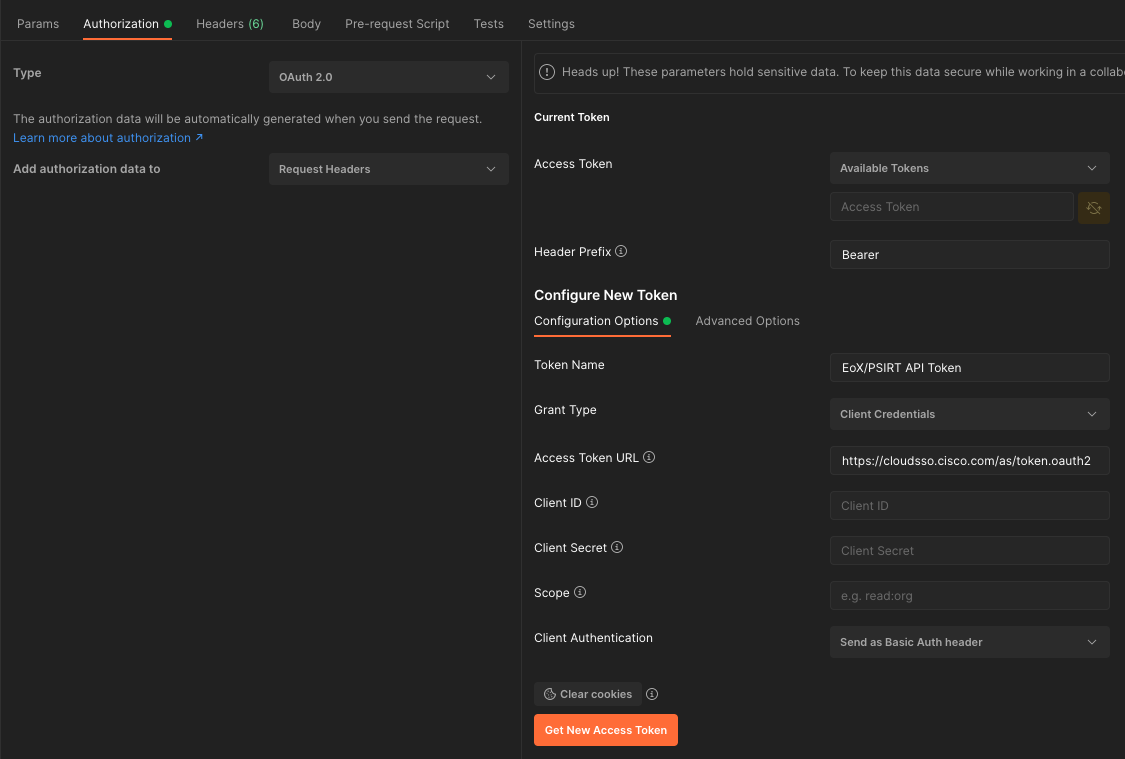 Params Authorization Headers (6) Body Pre-request Script Tests Settings
Type
OAuth 2.0
The authorization data will be automatically generated when you send the request.
Learn more about authorization ↗
Add authorization data to
Request Headers
Heads up! These parameters hold sensitive data. To keep this data secure while working in a
Current Token
Access Token
Available Tokens
Access Token
Header Prefix
Bearer
Configure New Token
Configuration Options Advanced Options
Token Name
EoX/PSIRT API Token
Grant Type
Client Credentials
Access Token URL
https://cloudsso.cisco.com/as/token.oauth2
Client ID
Client ID
Client Secret
Client Secret
Scope
e.g. read:org
Client Authentication
Send as Basic Auth header
Clear cookies
Get New Access Token